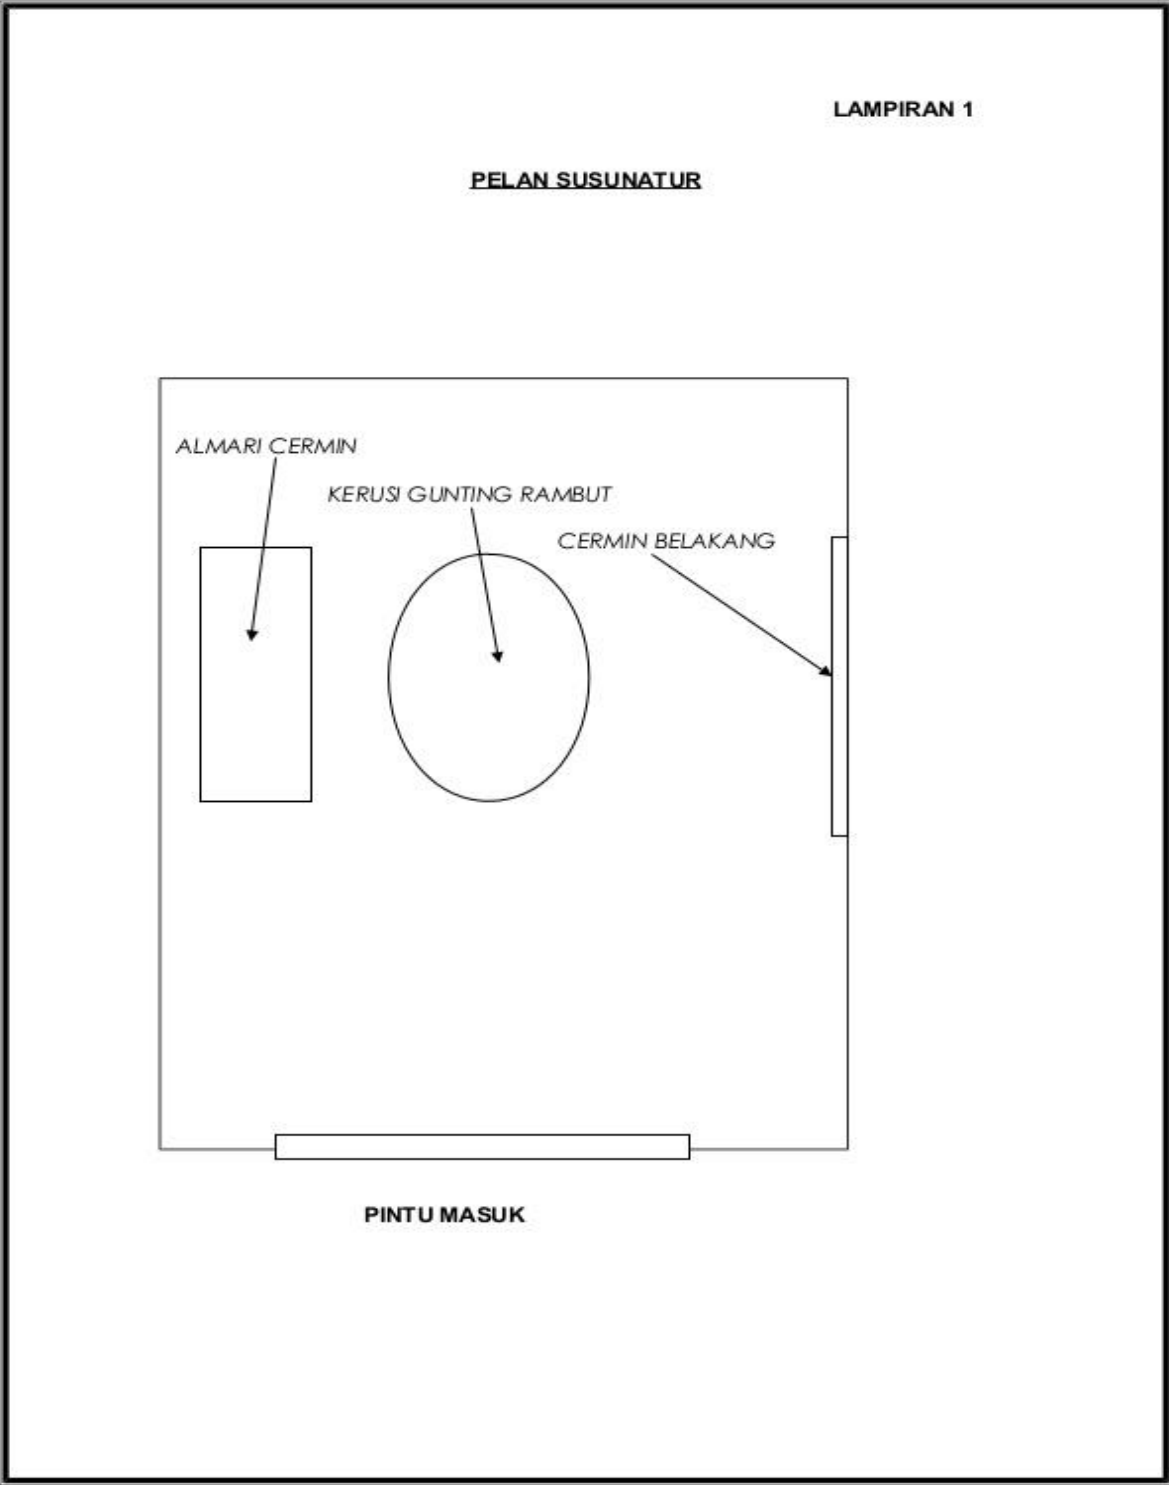 LAMPIRAN 1
PELAN SUSUNATUR
ALMARI CERMIN
KERUSI GUNTING RAMBUT
CERMIN BELAKANG
PINTU MASUK